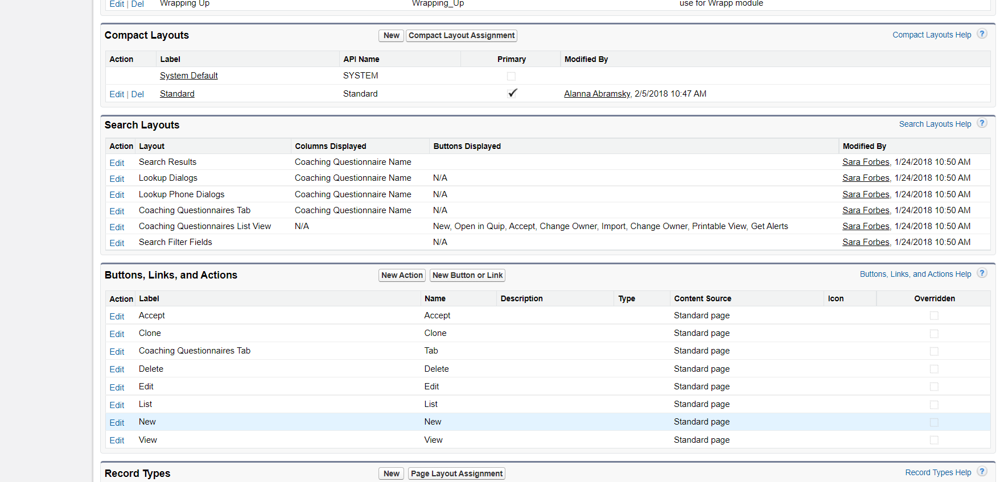 Edit | Del Wrapping Up Wrapping_Up use for Wrapp module
Compact Layouts New Compact Layout Assignment Compact Layouts Help ?
Action Label API Name Primary Modified By
System Default SYSTEM
Edit | Del Standard Standard Alanna Abramsky, 2/5/2018 10:47 AM
Search Layouts Search Layouts Help ?
Action Layout Columns Displayed Buttons Displayed Modified By
Edit Search Results Coaching Questionnaire Name Sara Forbes, 1/24/2018 10:50 AM
Edit Lookup Dialogs Coaching Questionnaire Name N/A Sara Forbes, 1/24/2018 10:50 AM
Edit Lookup Phone Dialogs Coaching Questionnaire Name N/A Sara Forbes, 1/24/2018 10:50 AM
Edit Coaching Questionnaires Tab Coaching Questionnaire Name N/A Sara Forbes, 1/24/2018 10:50 AM
Edit Coaching Questionnaires List View N/A New, Open in Quip, Accept, Change Owner, Import, Change Owner, Printable View, Get Alerts Sara Forbes, 1/24/2018 10:50 AM
Edit Search Filter Fields N/A Sara Forbes, 1/24/2018 10:50 AM
Buttons, Links, and Actions New Action New Button or Link Buttons, Links, and Actions Help ?
Action Label Name Description Type Content Source Icon Overridden
Edit Accept Accept Standard page
Edit Clone Clone Standard page
Edit Coaching Questionnaires Tab Tab Standard page
Edit Delete Delete Standard page
Edit Edit Edit Standard page
Edit List List Standard page
Edit New New Standard page
Edit View View Standard page
Record Types New Page Layout Assignment Record Types Help ?